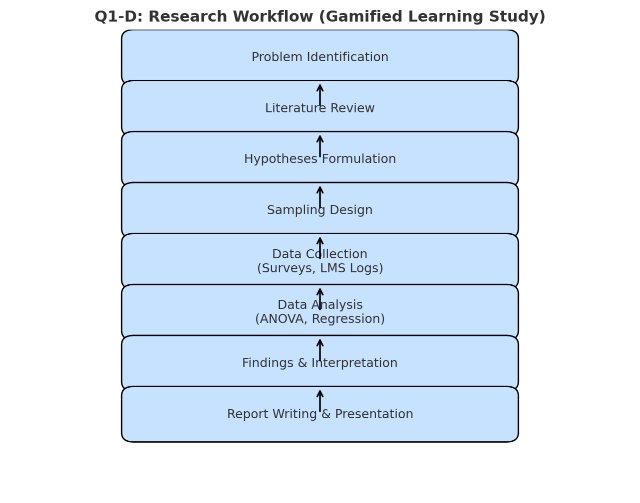 Q1-D: Research Workflow (Gamified Learning Study)
Problem Identification
Literature Review
Hypotheses Formulation
Sampling Design
Data Collection
(Surveys, LMS Logs)
Data Analysis
(ANOVA, Regression)
Findings & Interpretation
Report Writing & Presentation